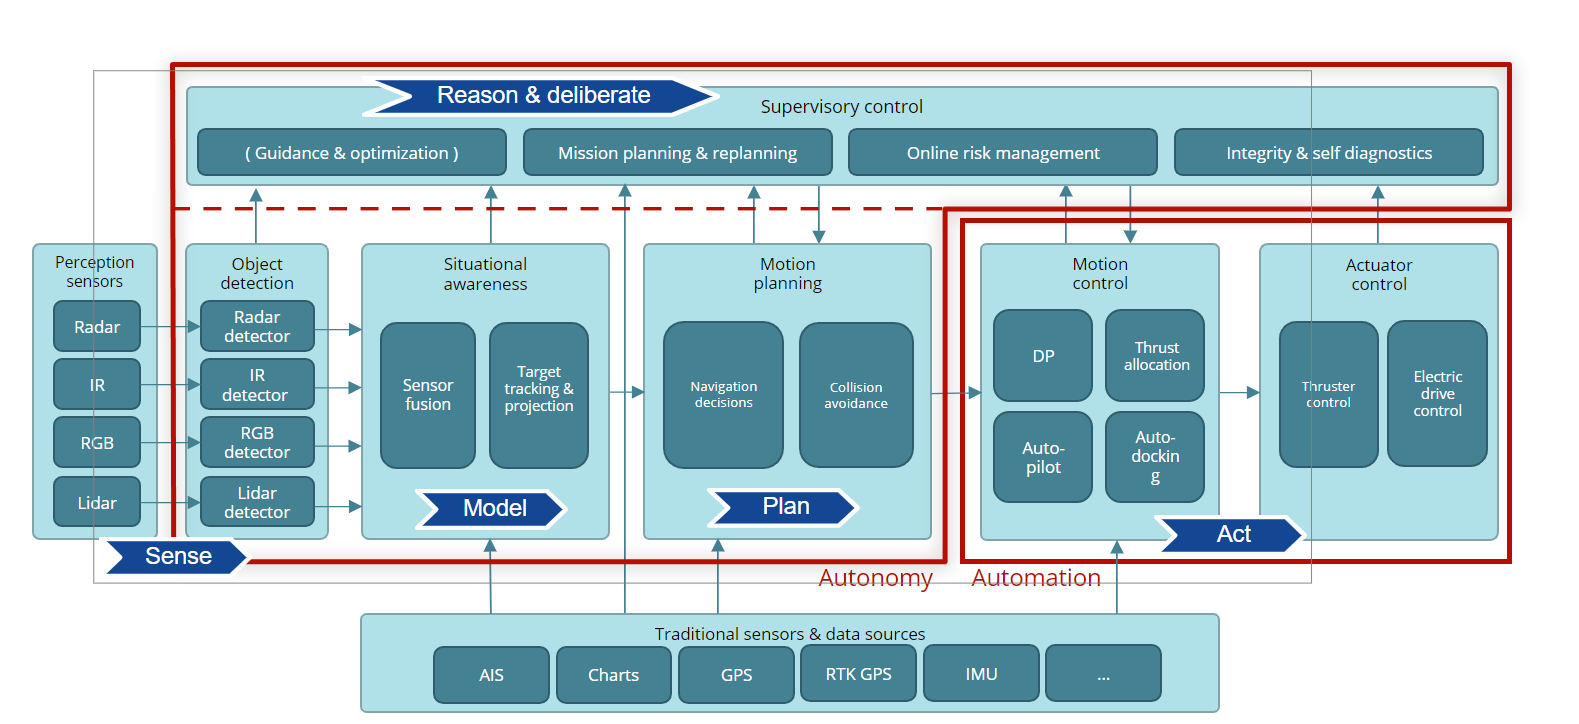 Reason & deliberate
Supervisory control
( Guidance & optimization )
Mission planning & replanning
Online risk management
Integrity & self diagnostics
Perception
sensors
Radar
IR
RGB
Lidar
Object
detection
Radar
detector
IR
detector
RGB
detector
Lidar
detector
Sense
Situational
awareness
Sensor
fusion
Target
tracking &
projection
Model
Motion
planning
Navigation
decisions
Collision
avoidance
Plan
Motion
control
DP
Thrust
allocation
Auto-
pilot
Auto-
dockin
g
Actuator
control
Thruster
control
Electric
drive
control
Act
Autonomy
Automation
Traditional sensors & data sources
AIS
Charts
GPS
RTK GPS
IMU
...